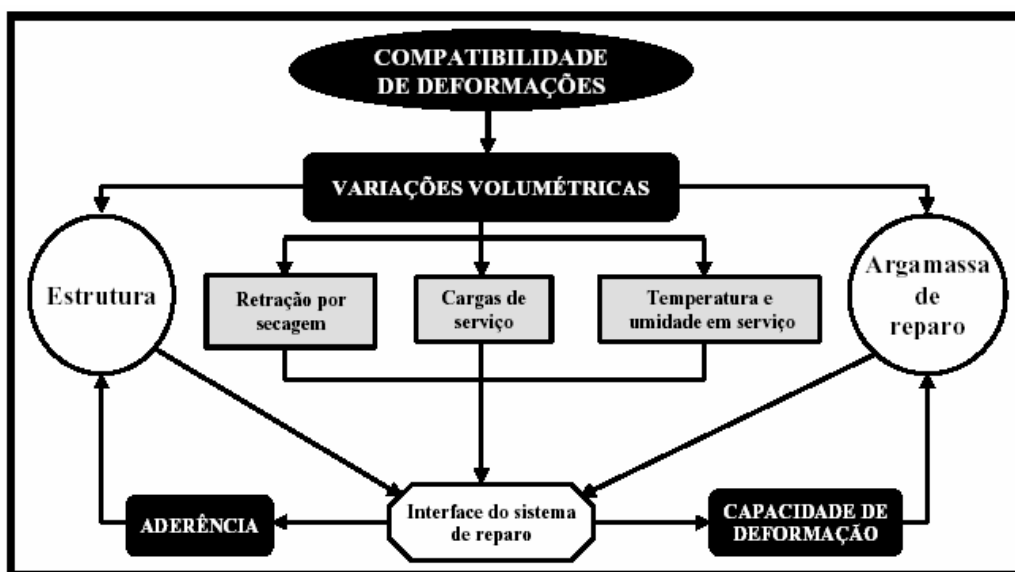 COMPATIBILIDADE
DE DEFORMAÇÕES
VARIAÇÕES VOLUMÉTRICAS
Estrutura
Retração por
secagem
Cargas de
serviço
Temperatura e
umidade em serviço
Argamassa
de
reparo
ADERÊNCIA
Interface do sistema
de reparo
CAPACIDADE DE
DEFORMAÇÃO